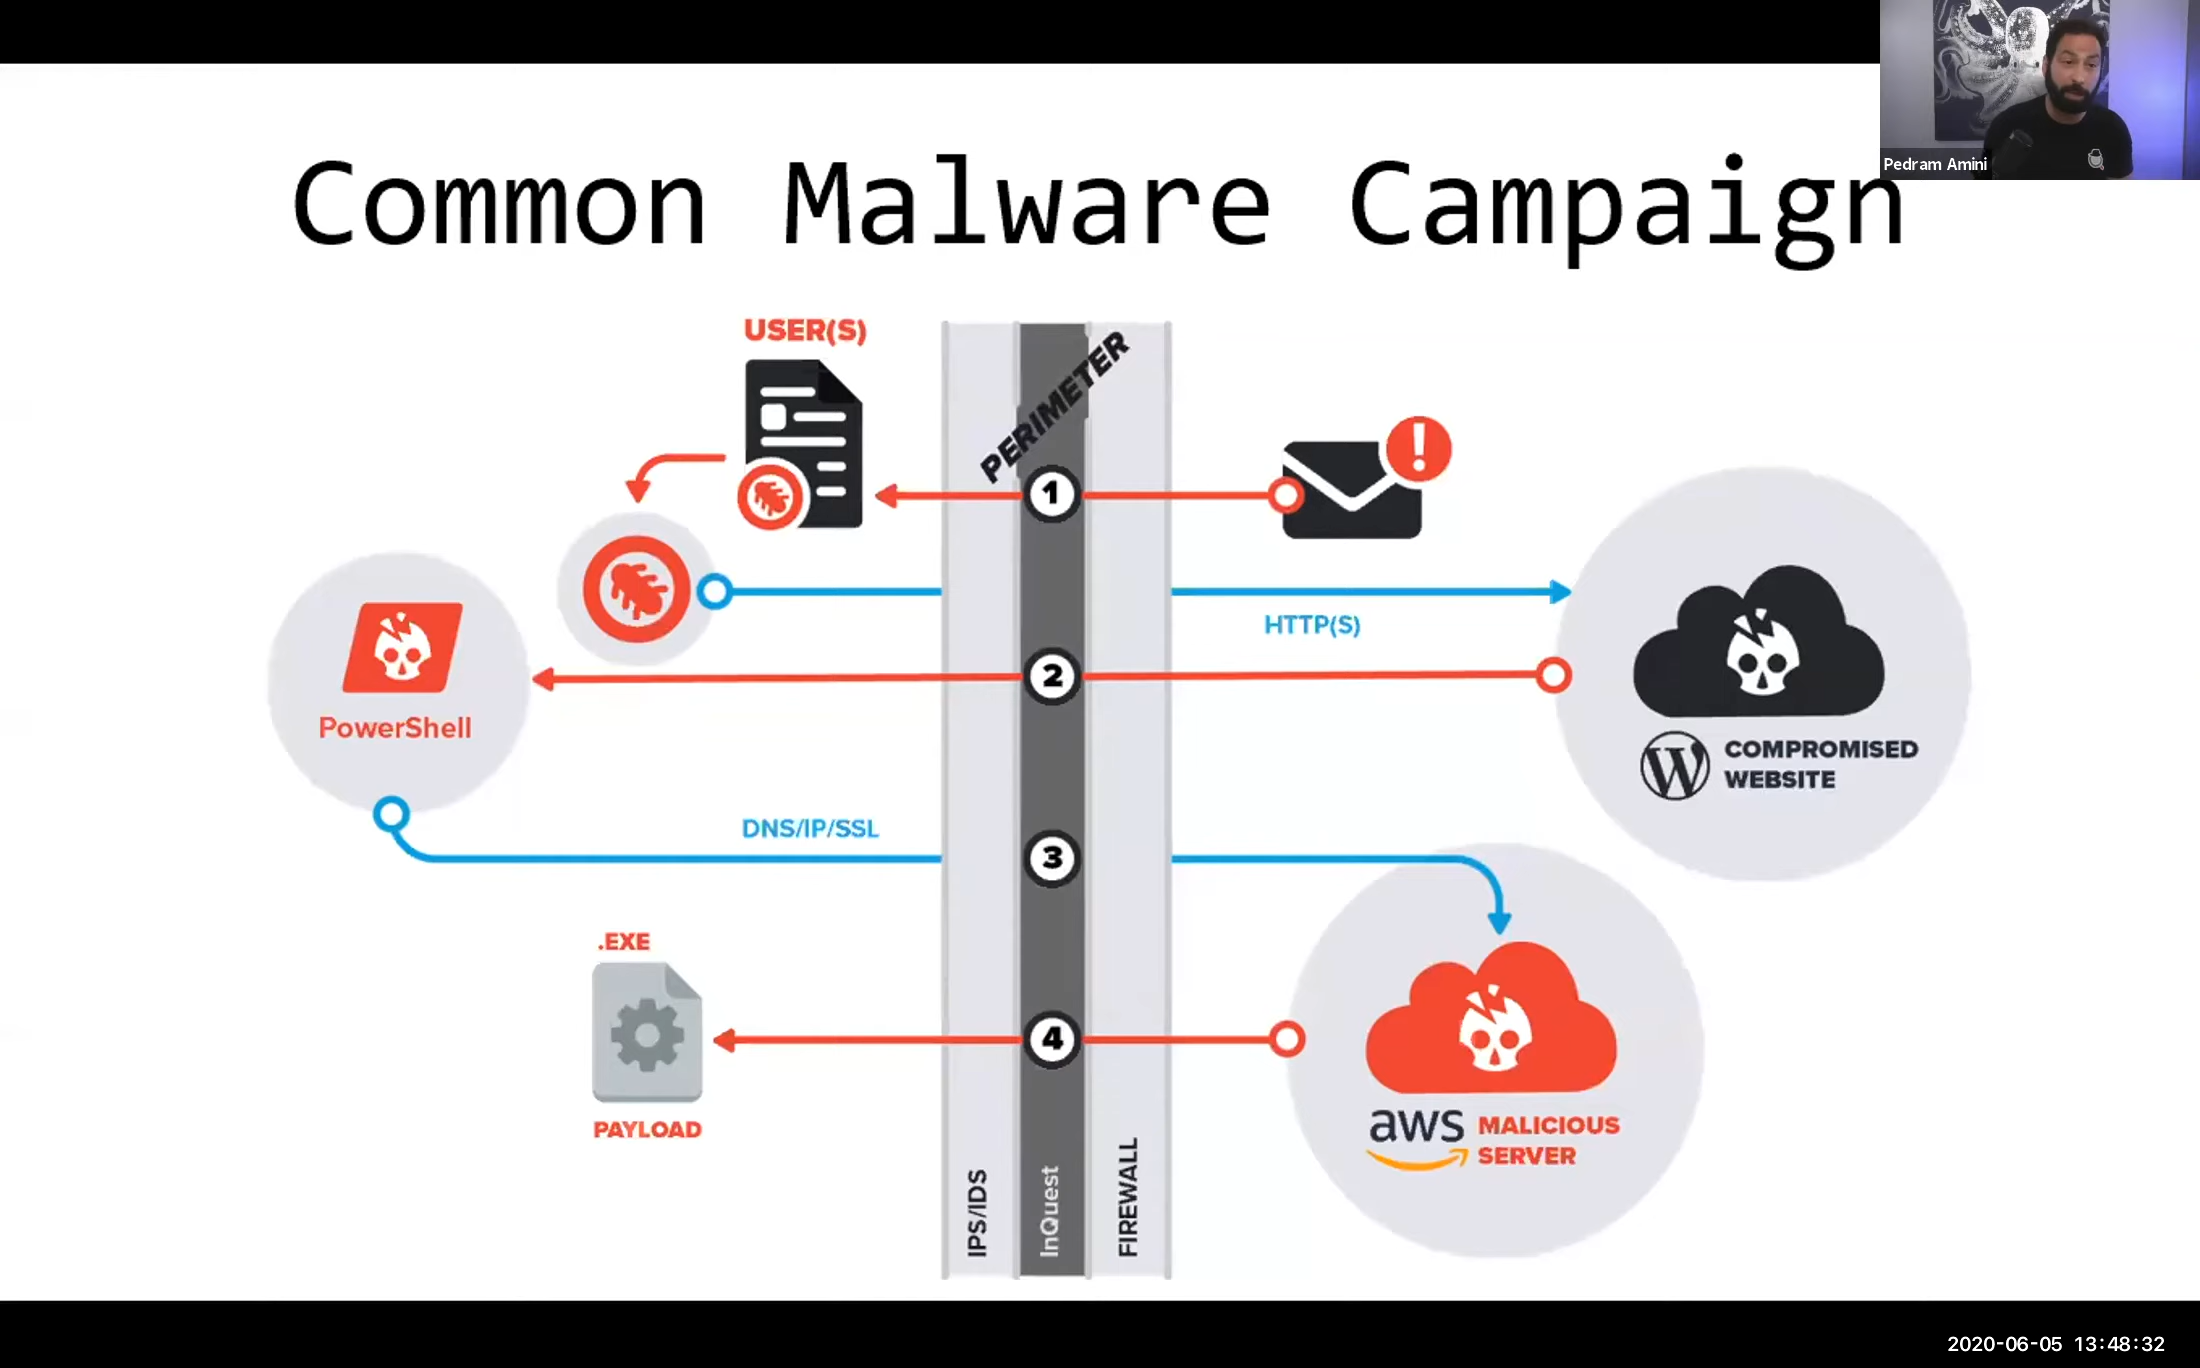 Pedram Amini
Common Malware Campaign
USER(S)
PERIMETER
1
HTTP(S)
2
PowerShell
COMPROMISED
WEBSITE
DNS/IP/SSL
3
.EXE
4
PAYLOAD
aws
MALICIOUS
SERVER
IPS/IDS
InQuest
FIREWALL
2020-06-05 13:48:32